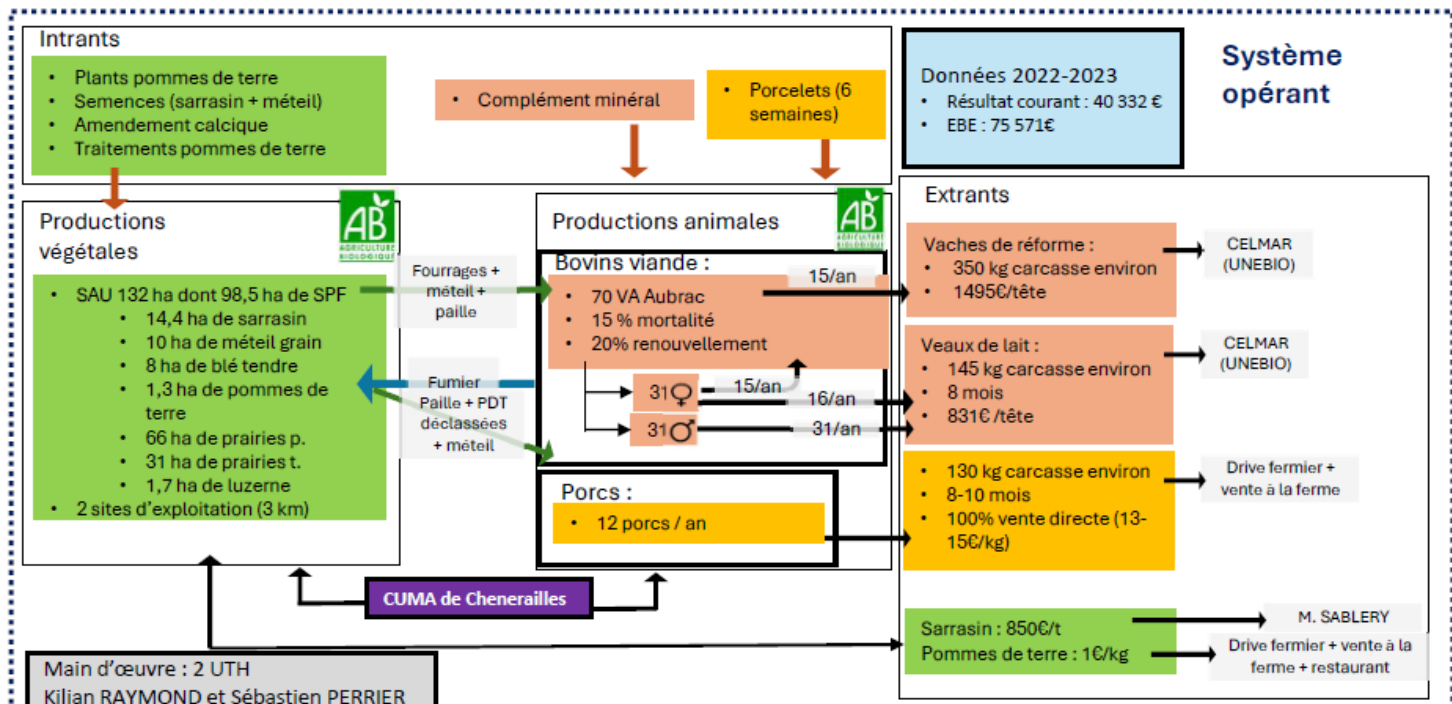 Intrants
• Plants pommes de terre
• Semences (sarrasin + méteil)
• Amendement calcique
• Traitements pommes de terre
• Complément minéral
• Porcelets (6
semaines)
Données 2022-2023
• Résultat courant : 40 332 €
• EBE : 75 571€
Système
opérant
Productions
végétales
AB
AGRICULTURE
BIOLOGIQUE
• SAU 132 ha dont 98,5 ha de SPF
• 14,4 ha de sarrasin
• 10 ha de méteil grain
• 8 ha de blé tendre
• 1,3 ha de pommes de
terre
• 66 ha de prairies p.
• 31 ha de prairies t.
• 1,7 ha de luzerne
• 2 sites d'exploitation (3 km)
Fourrages +
méteil +
paille
Fumier
Paille + PDT
déclassées
+ méteil
Productions animales
AB
AGRICULTURE
BIOLOGIQUE
Bovins viande :
15/an
• 70 VA Aubrac
• 15 % mortalité
• 20% renouvellement
31♀
15/an
16/an
31♂
31/an
Porcs :
• 12 porcs / an
CUMA de Chenerailles
Extrants
Vaches de réforme :
• 350 kg carcasse environ
• 1495€/tête
CELMAR
(UNEBIO)
Veaux de lait :
• 145 kg carcasse environ
• 8 mois
• 831€ /tête
CELMAR
(UNEBIO)
• 130 kg carcasse environ
• 8-10 mois
• 100% vente directe (13-
15€/kg)
Drive fermier +
vente à la ferme
Sarrasin : 850€/t
Pommes de terre : 1€/kg
M. SABLERY
Drive fermier + vente à la
ferme + restaurant
Main d'œuvre : 2 UTH
Kilian RAYMOND et Sébastien PERRIER